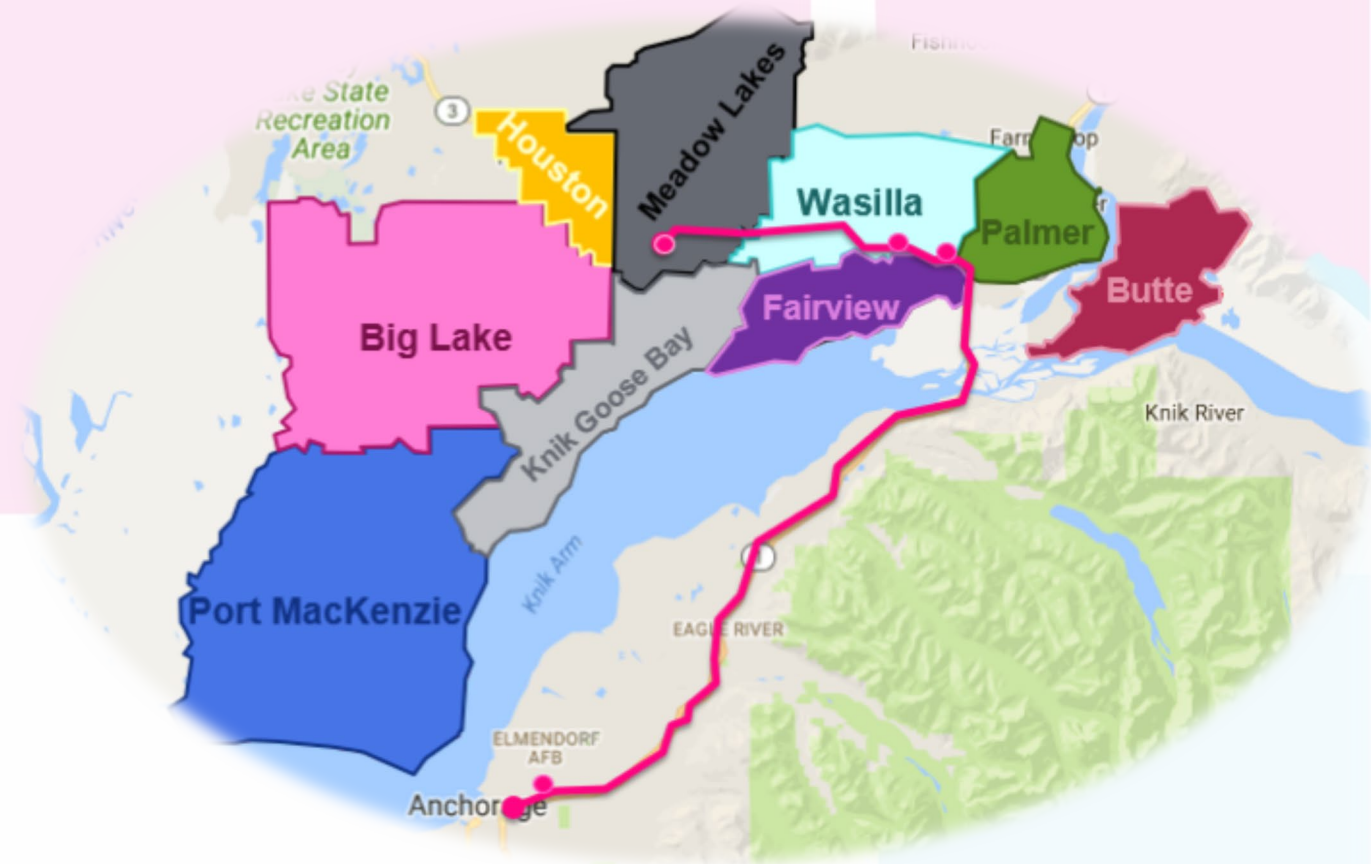 ke State
Recreation
Area
3
Houston
Meadow Lakes
Wasilla
Palmer
Butte
Big Lake
Fairview
Knik Goose Bay
Knik River
Port MacKenzie
Knik Arm
EAGLE RIVER
ELMENDORF
AFB
Anchorage